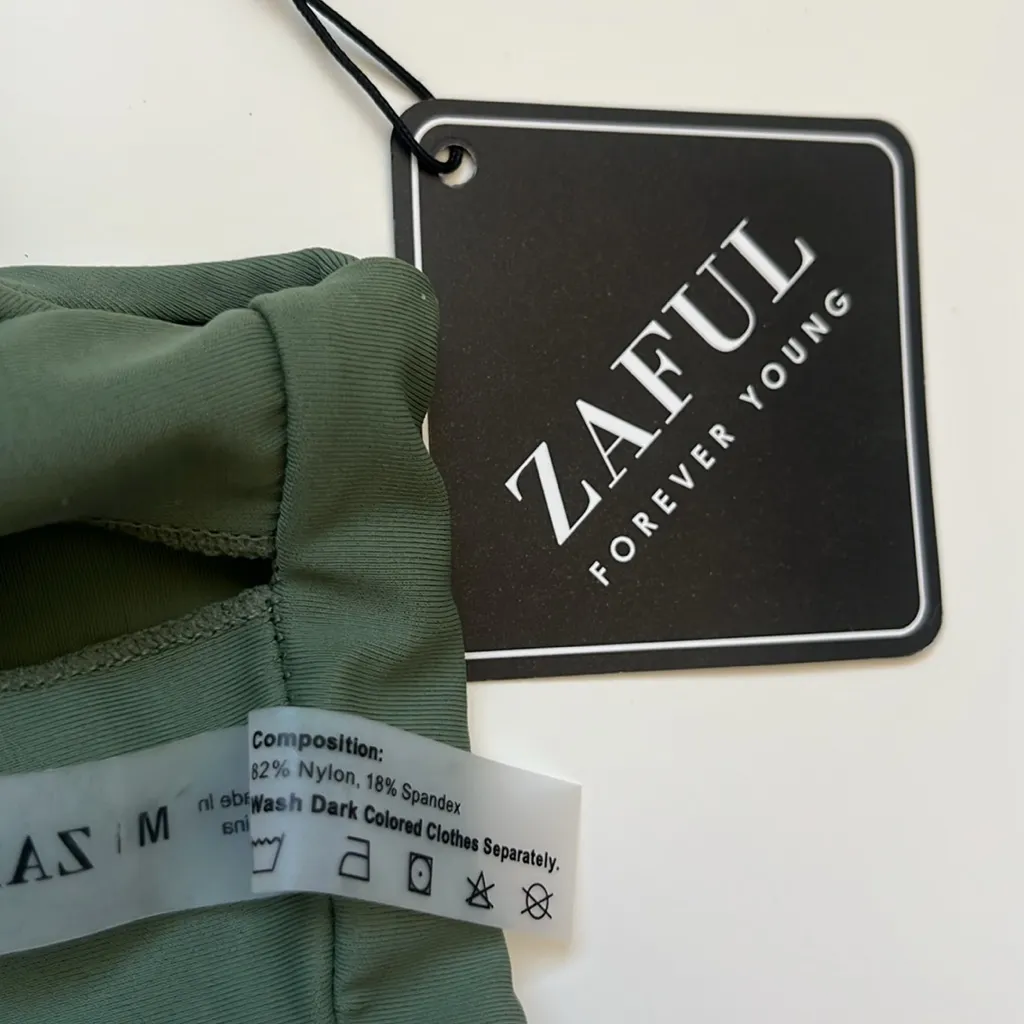 ZAFUL
FOREVER YOUNG
Composition:
82% Nylon, 18% Spandex
Wash Dark Colored Clothes Separately.
M